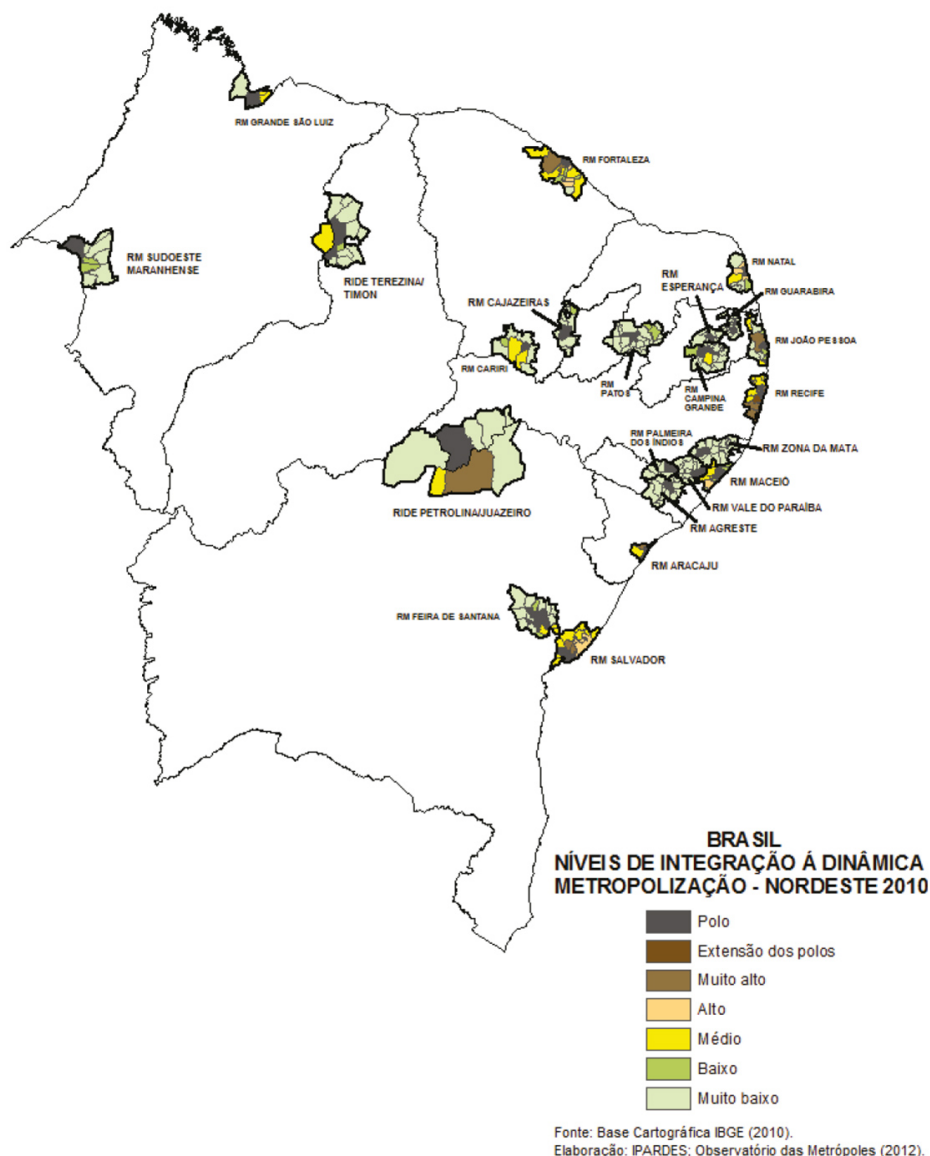 RM GRANDE SÃO LUIZ
RM FORTALEZA
RM SUDOESTE
MARANHENSE
RIDE TEREZINA/
TIMON
RM NATAL
RM
ESPERANÇA
RM GUARABIRA
RM CAJAZEIRAS
RM JOÃO PESSOA
RM CARIRI
RM
PATOS
RM
CAMPINA
GRANDE
RM RECIFE
RM PALMEIRA
DOS ÍNDIOS
RM ZONA DA MATA
RM MACEIÓ
RM VALE DO PARAÍBA
RM AGRESTE
RIDE PETROLINA/JUAZEIRO
RM ARACAJU
RM FEIRA DE SANTANA
RM SALVADOR
BRASIL
NÍVEIS DE INTEGRAÇÃO Á DINÂMICA
METROPOLIZAÇÃO - NORDESTE 2010
Polo
Extensão dos polos
Muito alto
Alto
Médio
Baixo
Muito baixo
Fonte: Base Cartográfica IBGE (2010).
Elaboração: IPARDES; Observatório das Metrópoles (2012).